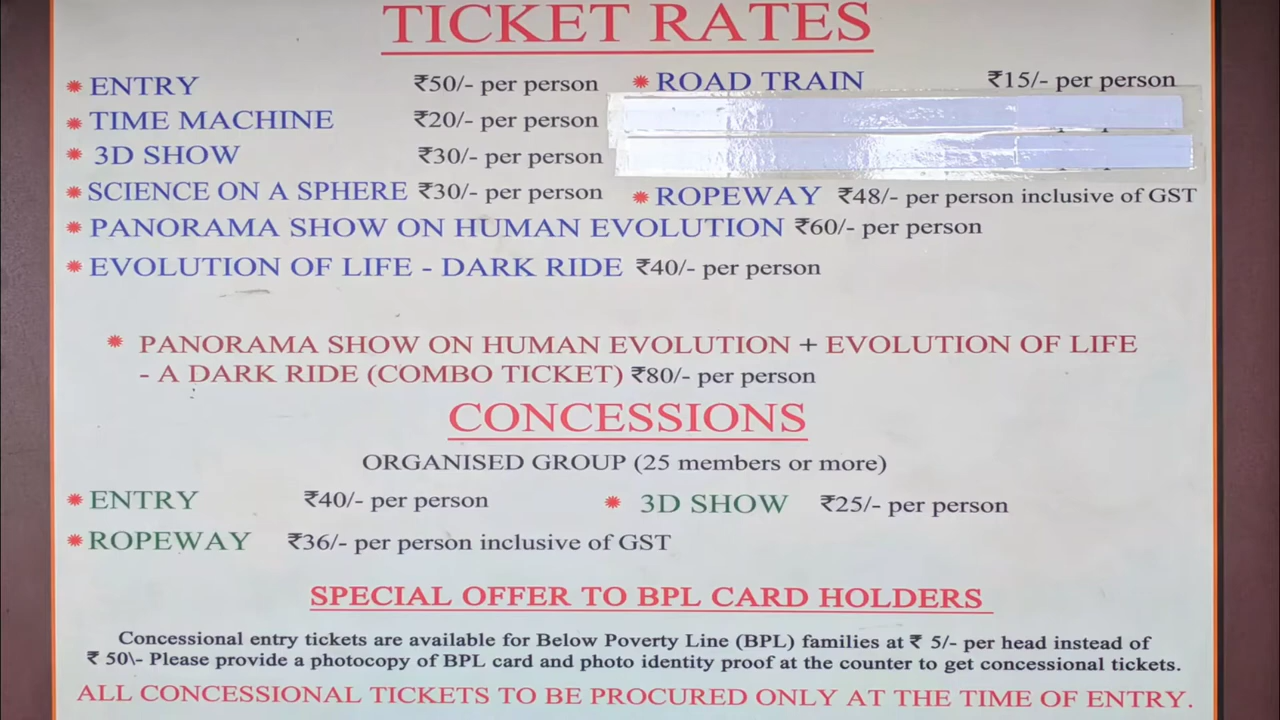 TICKET RATES
ENTRY ₹50/- per person
ROAD TRAIN ₹15/- per person
TIME MACHINE ₹20/- per person
3D SHOW ₹30/- per person
SCIENCE ON A SPHERE ₹30/- per person
ROPEWAY ₹48/- per person inclusive of GST
PANORAMA SHOW ON HUMAN EVOLUTION ₹60/- per person
EVOLUTION OF LIFE - DARK RIDE ₹40/- per person
PANORAMA SHOW ON HUMAN EVOLUTION + EVOLUTION OF LIFE
- A DARK RIDE (COMBO TICKET) ₹80/- per person
CONCESSIONS
ORGANISED GROUP (25 members or more)
ENTRY ₹40/- per person
3D SHOW ₹25/- per person
ROPEWAY ₹36/- per person inclusive of GST
SPECIAL OFFER TO BPL CARD HOLDERS
Concessional entry tickets are available for Below Poverty Line (BPL) families at ₹ 5/- per head instead of
₹ 50\- Please provide a photocopy of BPL card and photo identity proof at the counter to get concessional tickets.
ALL CONCESSIONAL TICKETS TO BE PROCURED ONLY AT THE TIME OF ENTRY.